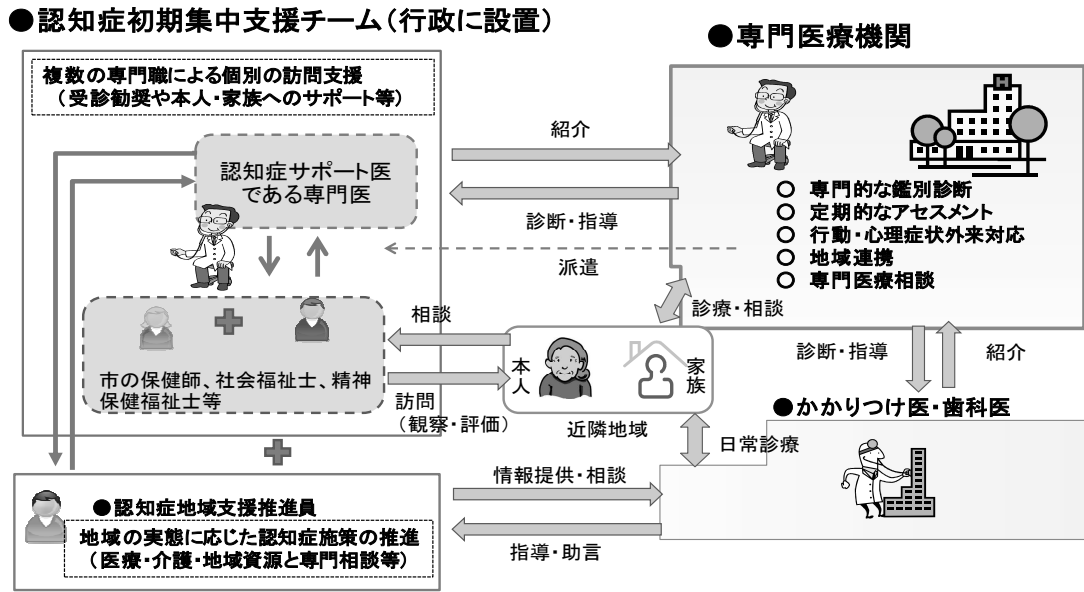 ●認知症初期集中支援チーム（行政に設置）
複数の専門職による個別の訪問支援
（受診勧奨や本人・家族へのサポート等）
認知症サポート医
である専門医
市の保健師、社会福祉士、精神
保健福祉士等
紹介
診断・指導
派遣
●専門医療機関
H
○ 専門的な鑑別診断
○ 定期的なアセスメント
○ 行動・心理症状外来対応
○ 地域連携
○ 専門医療相談
相談
訪問
（観察・評価）
本人
家族
近隣地域
診療・相談
診断・指導
紹介
日常診療
●かかりつけ医・歯科医
●認知症地域支援推進員
地域の実態に応じた認知症施策の推進
（医療・介護・地域資源と専門相談等）
情報提供・相談
指導・助言